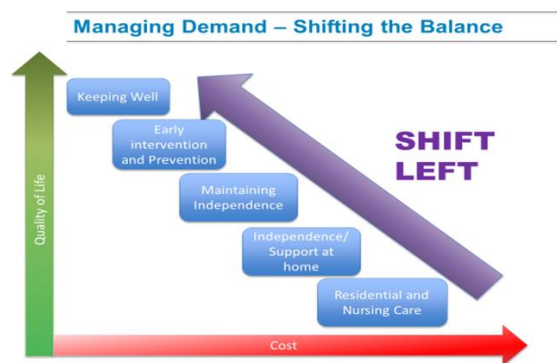 Managing Demand – Shifting the Balance
Keeping Well
Early
intervention
and Prevention
Maintaining
Independence
Independence/
Support at
home
Residential and
Nursing Care
SHIFT
LEFT
Quality of Life
Cost